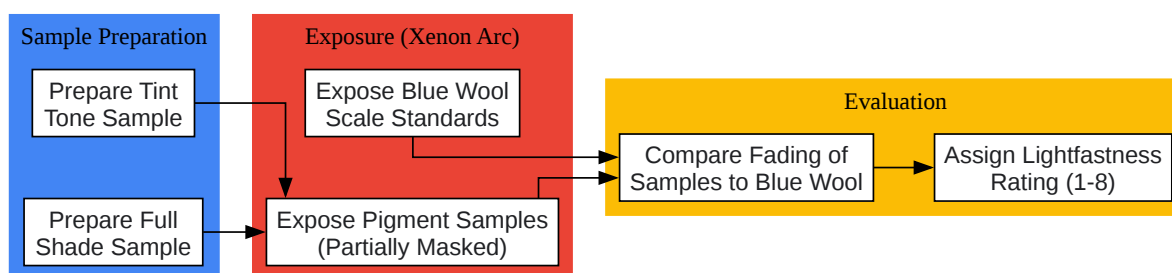 Sample Preparation
Prepare Tint
Tone Sample
Prepare Full
Shade Sample
Exposure (Xenon Arc)
Expose Blue Wool
Scale Standards
Expose Pigment Samples
(Partially Masked)
Evaluation
Compare Fading of
Samples to Blue Wool
Assign Lightfastness
Rating (1-8)